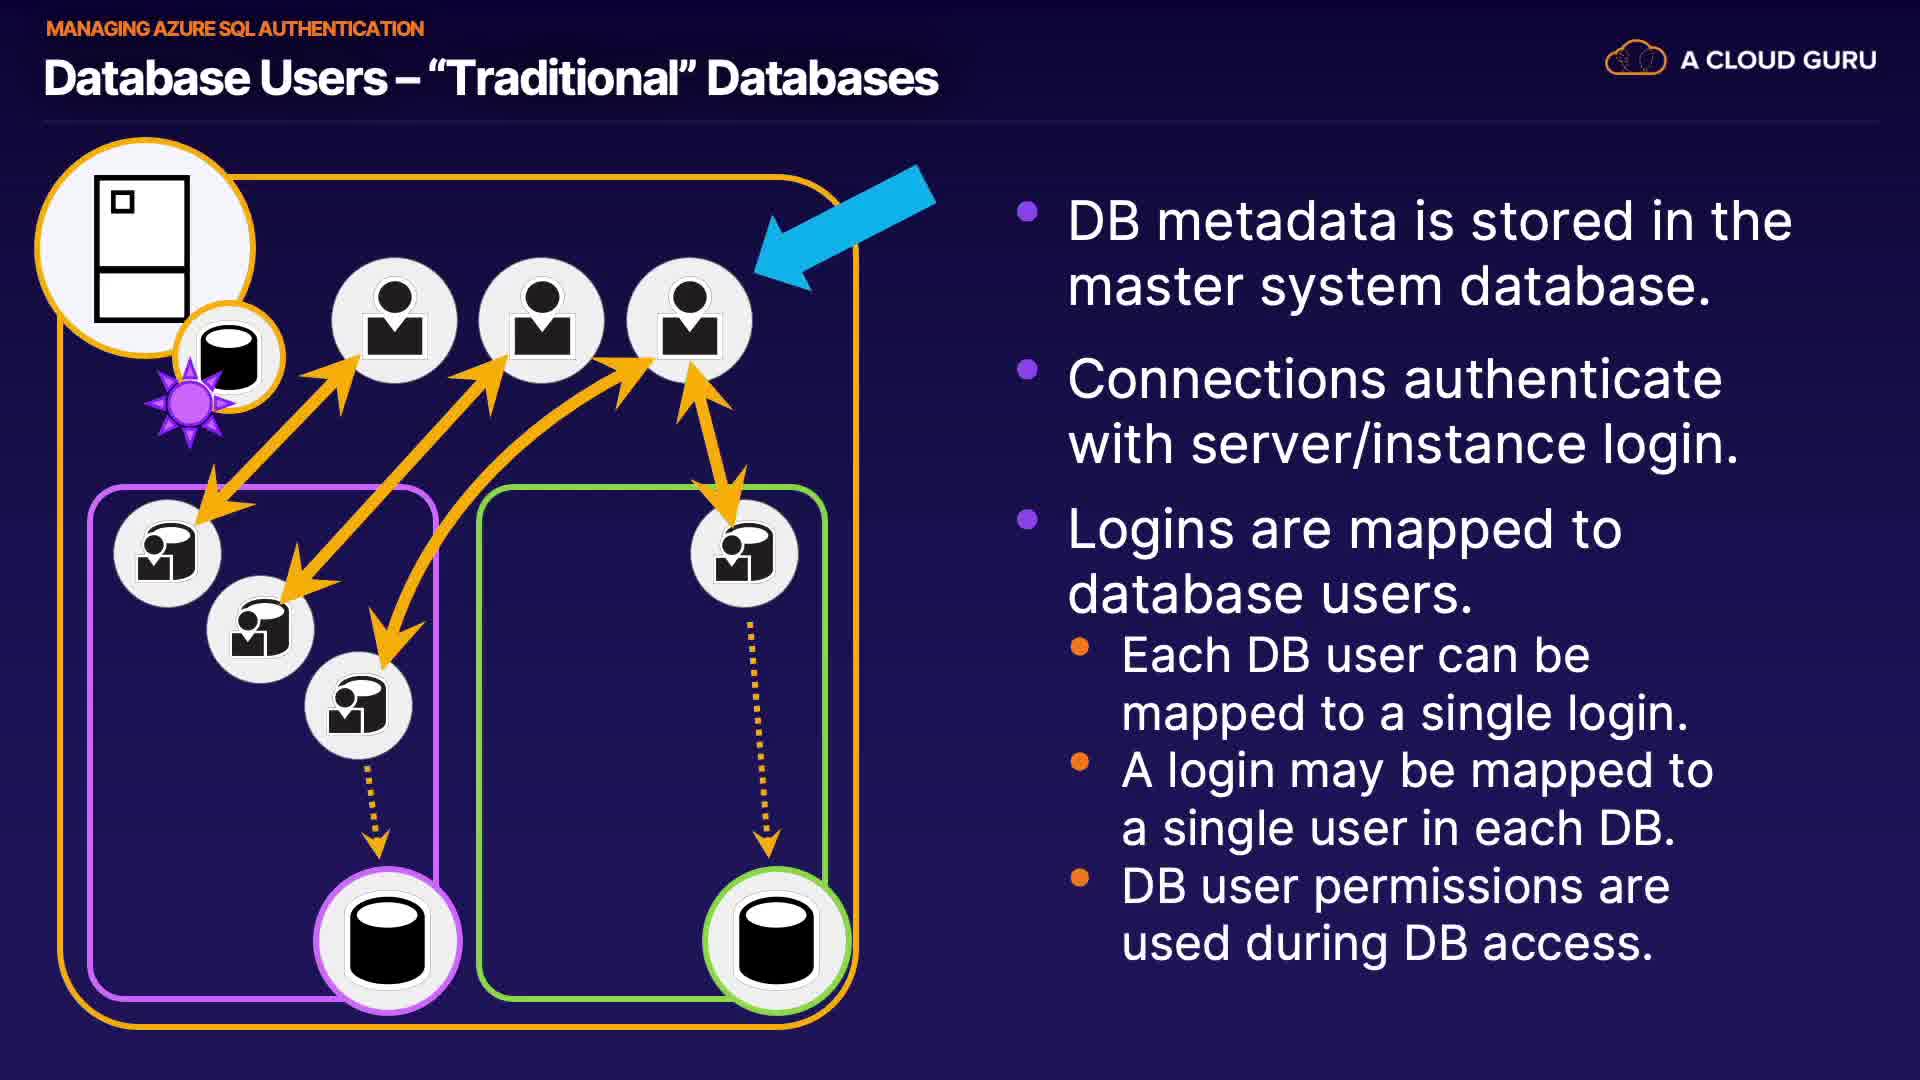 MANAGING AZURE SQL AUTHENTICATION
Database Users – “Traditional” Databases
A CLOUD GURU
DB metadata is stored in the
master system database.
Connections authenticate
with server/instance login.
Logins are mapped to
database users.
Each DB user can be
mapped to a single login.
A login may be mapped to
a single user in each DB.
DB user permissions are
used during DB access.